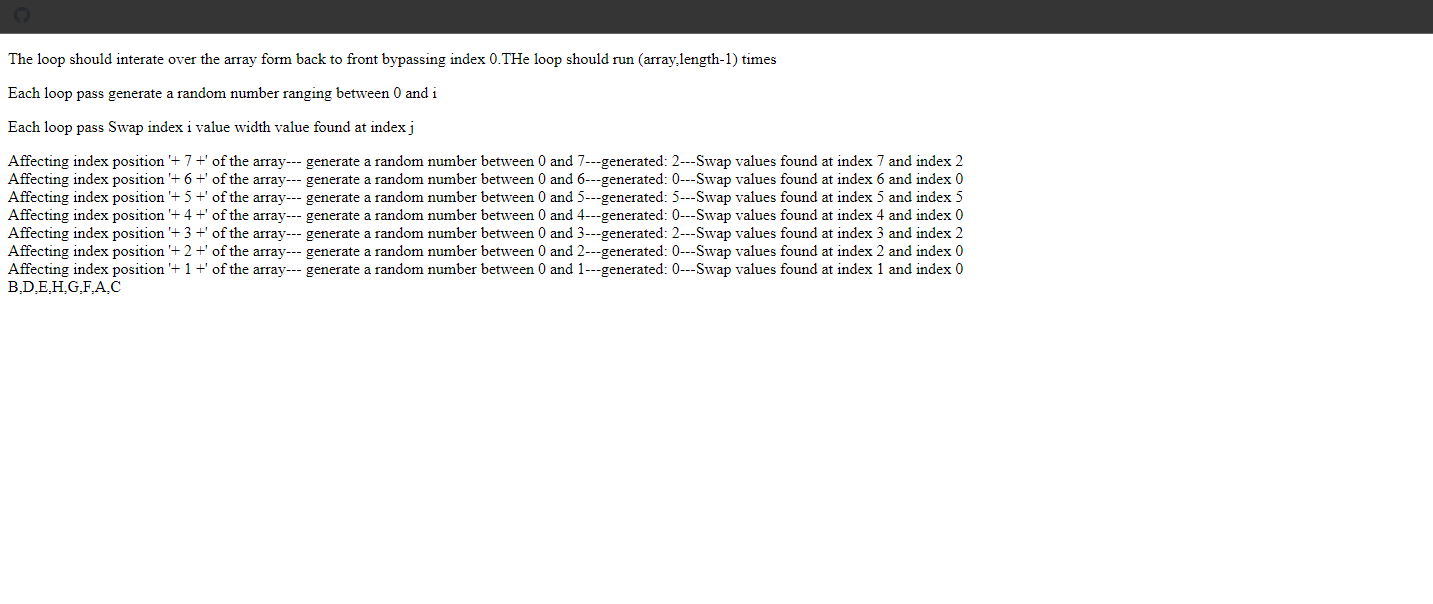 The loop should interate over the array form back to front bypassing index 0.THe loop should run (array,length-1) times
Each loop pass generate a random number ranging between 0 and i
Each loop pass Swap index i value width value found at index j
Affecting index position '+ 7 +' of the array--- generate a random number between 0 and 7---generated: 2---Swap values found at index 7 and index 2
Affecting index position '+ 6 +' of the array--- generate a random number between 0 and 6---generated: 0---Swap values found at index 6 and index 0
Affecting index position '+ 5 +' of the array--- generate a random number between 0 and 5---generated: 5---Swap values found at index 5 and index 5
Affecting index position '+ 4 +' of the array--- generate a random number between 0 and 4---generated: 0---Swap values found at index 4 and index 0
Affecting index position '+ 3 +' of the array--- generate a random number between 0 and 3---generated: 2---Swap values found at index 3 and index 2
Affecting index position '+ 2 +' of the array--- generate a random number between 0 and 2---generated: 0---Swap values found at index 2 and index 0
Affecting index position '+ 1 +' of the array--- generate a random number between 0 and 1---generated: 0---Swap values found at index 1 and index 0
B,D,E,H,G,F,A,C